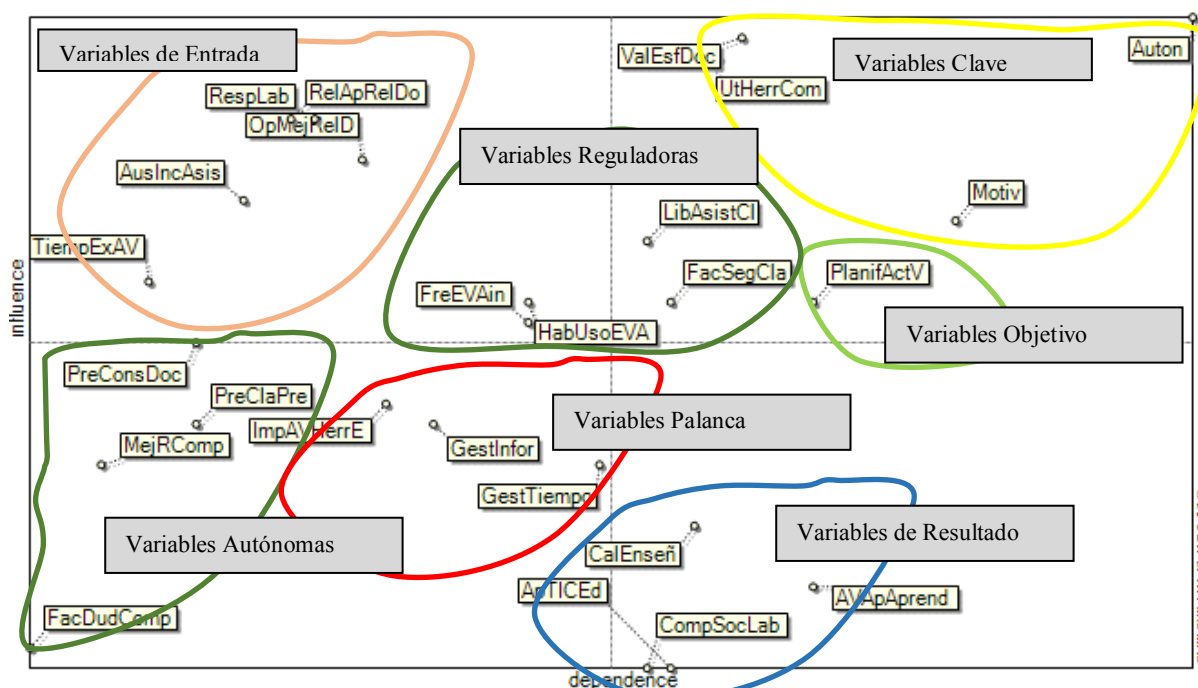 Variables de Entrada
ValEsfDoc
Auton
Variables Clave
RespLab
RelApRelDo
UtHerrCom
OpMejRelD
Variables Reguladoras
AusIncAsis
Motiv
LibAsistCl
TiempExAV
FacSegCla
PlanifActV
FreEVAin
HabUsoEVA
Variables Objetivo
influence
PreConsDoc
PreClaPre
ImpAVHerrE
Variables Palanca
MejRComp
GestInfor
GestTiempo
Variables Autónomas
Variables de Resultado
CalEnseñ
ApTICEd
AVApAprend
FacDudComp
CompSocLab
dependence